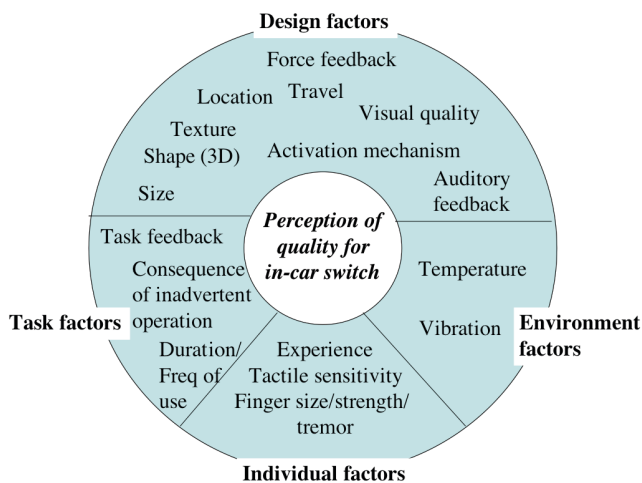 Design factors
Force feedback
Location
Travel
Visual quality
Texture
Shape (3D)
Activation mechanism
Size
Auditory
feedback
Perception of
quality for
in-car switch
Task feedback
Consequence
of inadvertent
operation
Duration/
Freq of
use
Task factors
Experience
Tactile sensitivity
Finger size/strength/
tremor
Individual factors
Temperature
Vibration
Environment
factors